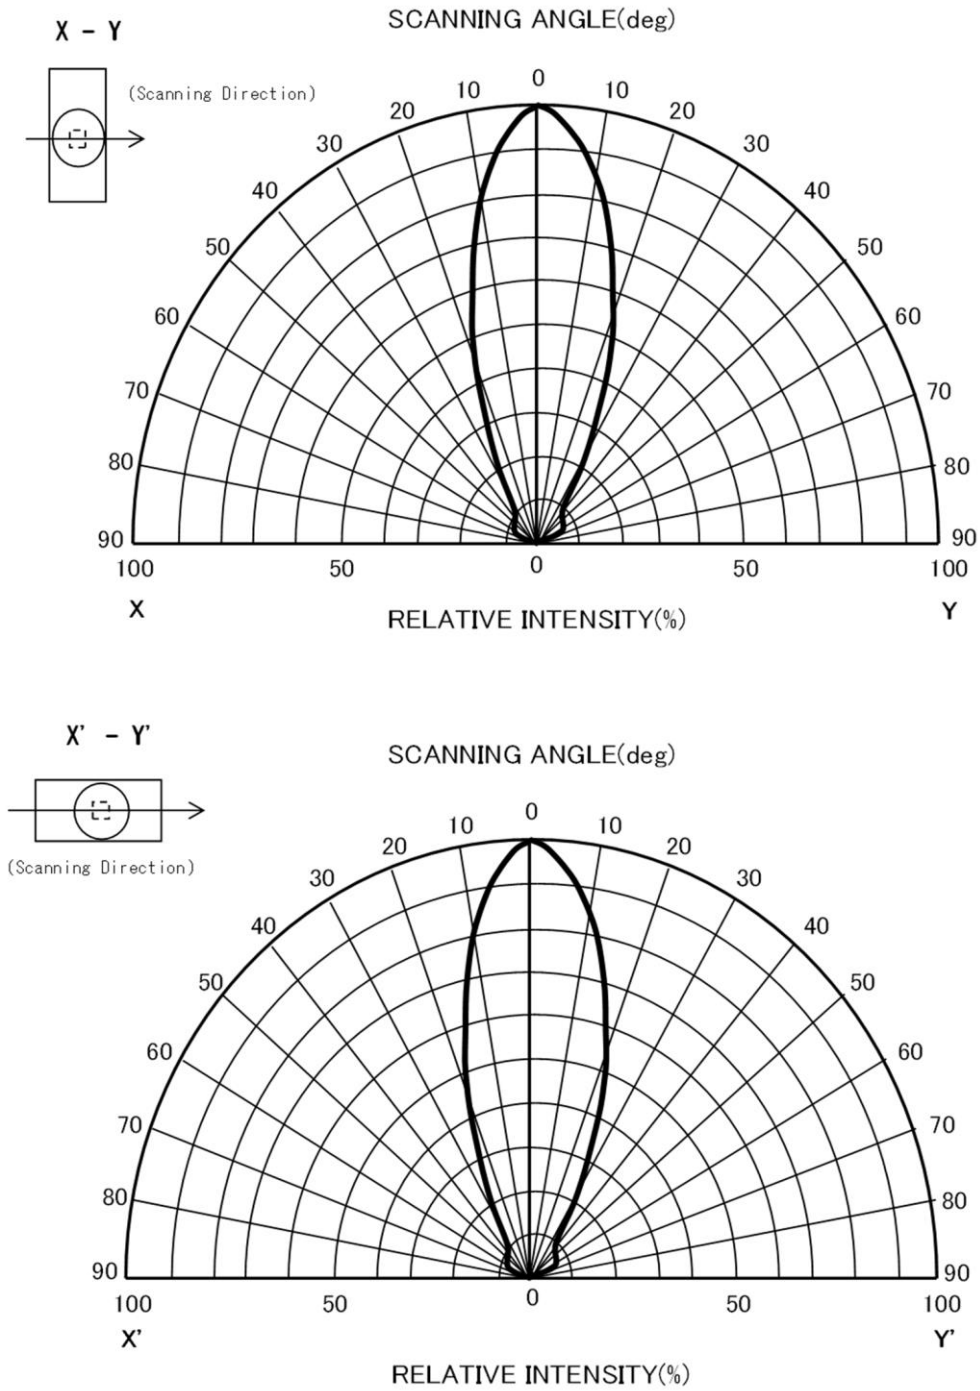 SCANNING ANGLE(deg)
X - Y
(Scanning Direction)
0
10 10
20 20
30 30
40 40
50 50
60 60
70 70
80 80
90 90
100 50 0 50 100
X Y
RELATIVE INTENSITY(%)
X' - Y'
SCANNING ANGLE(deg)
(Scanning Direction)
0
10 10
20 20
30 30
40 40
50 50
60 60
70 70
80 80
90 90
100 50 0 50 100
X' Y'
RELATIVE INTENSITY(%)